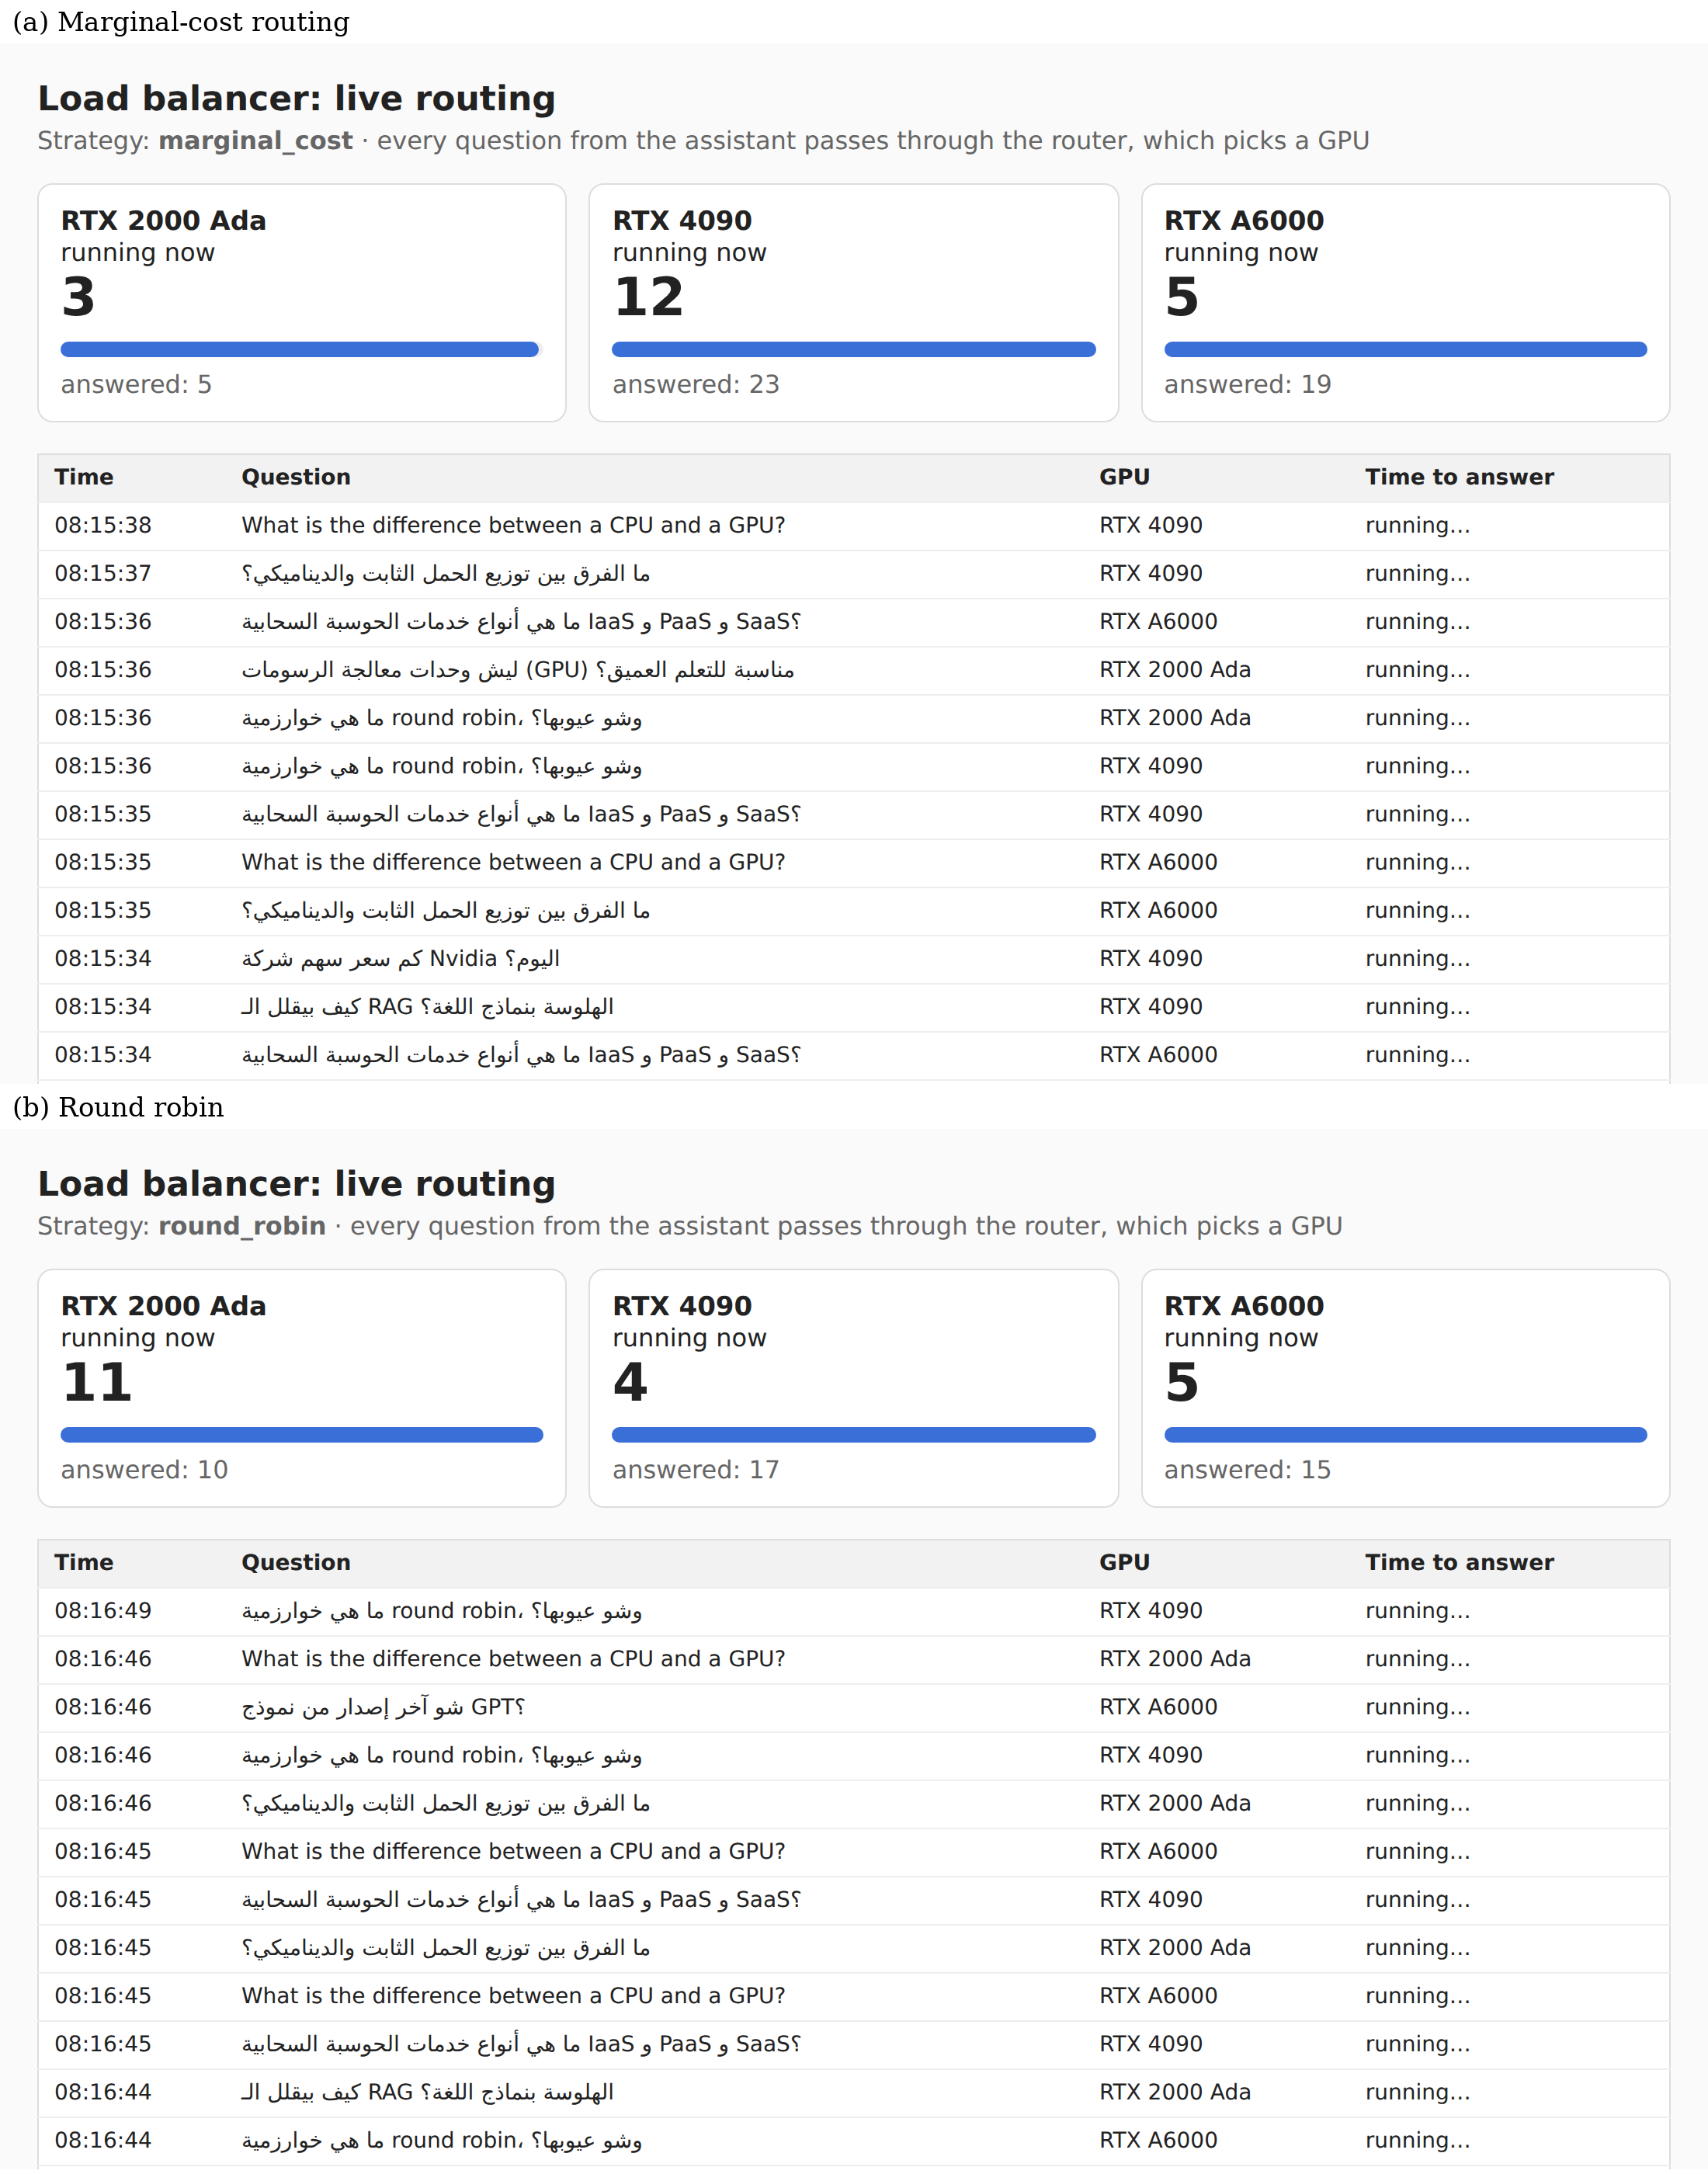 (a) Marginal-cost routing
Load balancer: live routing
Strategy: marginal_cost · every question from the assistant passes through the router, which picks a GPU
RTX 2000 Ada
running now
3
answered: 5
RTX 4090
running now
12
answered: 23
RTX A6000
running now
5
answered: 19
Time Question GPU Time to answer
08:15:38 What is the difference between a CPU and a GPU? RTX 4090 running...
08:15:37 ما الفرق بين توزيع الحمل الثابت والديناميكي؟ RTX 4090 running...
08:15:36 ما هي أنواع خدمات الحوسبة السحابية IaaS و PaaS و SaaS؟ RTX A6000 running...
08:15:36 ليش وحدات معالجة الرسومات (GPU) مناسبة للتعلم العميق؟ RTX 2000 Ada running...
08:15:36 ما هي خوارزمية round robin، وشو عيوبها؟ RTX 2000 Ada running...
08:15:36 ما هي خوارزمية round robin، وشو عيوبها؟ RTX 4090 running...
08:15:35 ما هي أنواع خدمات الحوسبة السحابية IaaS و PaaS و SaaS؟ RTX 4090 running...
08:15:35 What is the difference between a CPU and a GPU? RTX A6000 running...
08:15:35 ما الفرق بين توزيع الحمل الثابت والديناميكي؟ RTX A6000 running...
08:15:34 كم سعر سهم شركة Nvidia اليوم؟ RTX 4090 running...
08:15:34 كيف بيقلل الـ RAG الهلوسة بنماذج اللغة؟ RTX 4090 running...
08:15:34 ما هي أنواع خدمات الحوسبة السحابية IaaS و PaaS و SaaS؟ RTX A6000 running...
(b) Round robin
Load balancer: live routing
Strategy: round_robin · every question from the assistant passes through the router, which picks a GPU
RTX 2000 Ada
running now
11
answered: 10
RTX 4090
running now
4
answered: 17
RTX A6000
running now
5
answered: 15
Time Question GPU Time to answer
08:16:49 ما هي خوارزمية round robin، وشو عيوبها؟ RTX 4090 running...
08:16:46 What is the difference between a CPU and a GPU? RTX 2000 Ada running...
08:16:46 شو آخر إصدار من نموذج GPT؟ RTX A6000 running...
08:16:46 ما هي خوارزمية round robin، وشو عيوبها؟ RTX 4090 running...
08:16:46 ما الفرق بين توزيع الحمل الثابت والديناميكي؟ RTX 2000 Ada running...
08:16:45 What is the difference between a CPU and a GPU? RTX A6000 running...
08:16:45 ما هي أنواع خدمات الحوسبة السحابية IaaS و PaaS و SaaS؟ RTX 4090 running...
08:16:45 ما الفرق بين توزيع الحمل الثابت والديناميكي؟ RTX 2000 Ada running...
08:16:45 What is the difference between a CPU and a GPU? RTX A6000 running...
08:16:45 ما هي أنواع خدمات الحوسبة السحابية IaaS و PaaS و SaaS؟ RTX 4090 running...
08:16:44 كيف بيقلل الـ RAG الهلوسة بنماذج اللغة؟ RTX 2000 Ada running...
08:16:44 ما هي خوارزمية round robin، وشو عيوبها؟ RTX A6000 running...